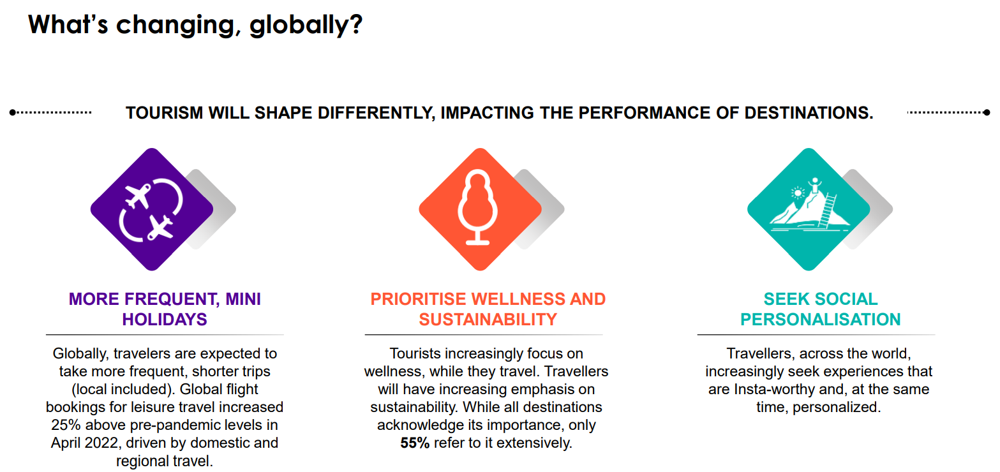 What’s changing, globally?
TOURISM WILL SHAPE DIFFERENTLY, IMPACTING THE PERFORMANCE OF DESTINATIONS.
MORE FREQUENT, MINI
HOLIDAYS
Globally, travelers are expected to
take more frequent, shorter trips
(local included). Global flight
bookings for leisure travel increased
25% above pre-pandemic levels in
April 2022, driven by domestic and
regional travel.
PRIORITISE WELLNESS AND
SUSTAINABILITY
Tourists increasingly focus on
wellness, while they travel. Travellers
will have increasing emphasis on
sustainability. While all destinations
acknowledge its importance, only
55% refer to it extensively.
SEEK SOCIAL
PERSONALISATION
Travellers, across the world,
increasingly seek experiences that
are Insta-worthy and, at the same
time, personalized.